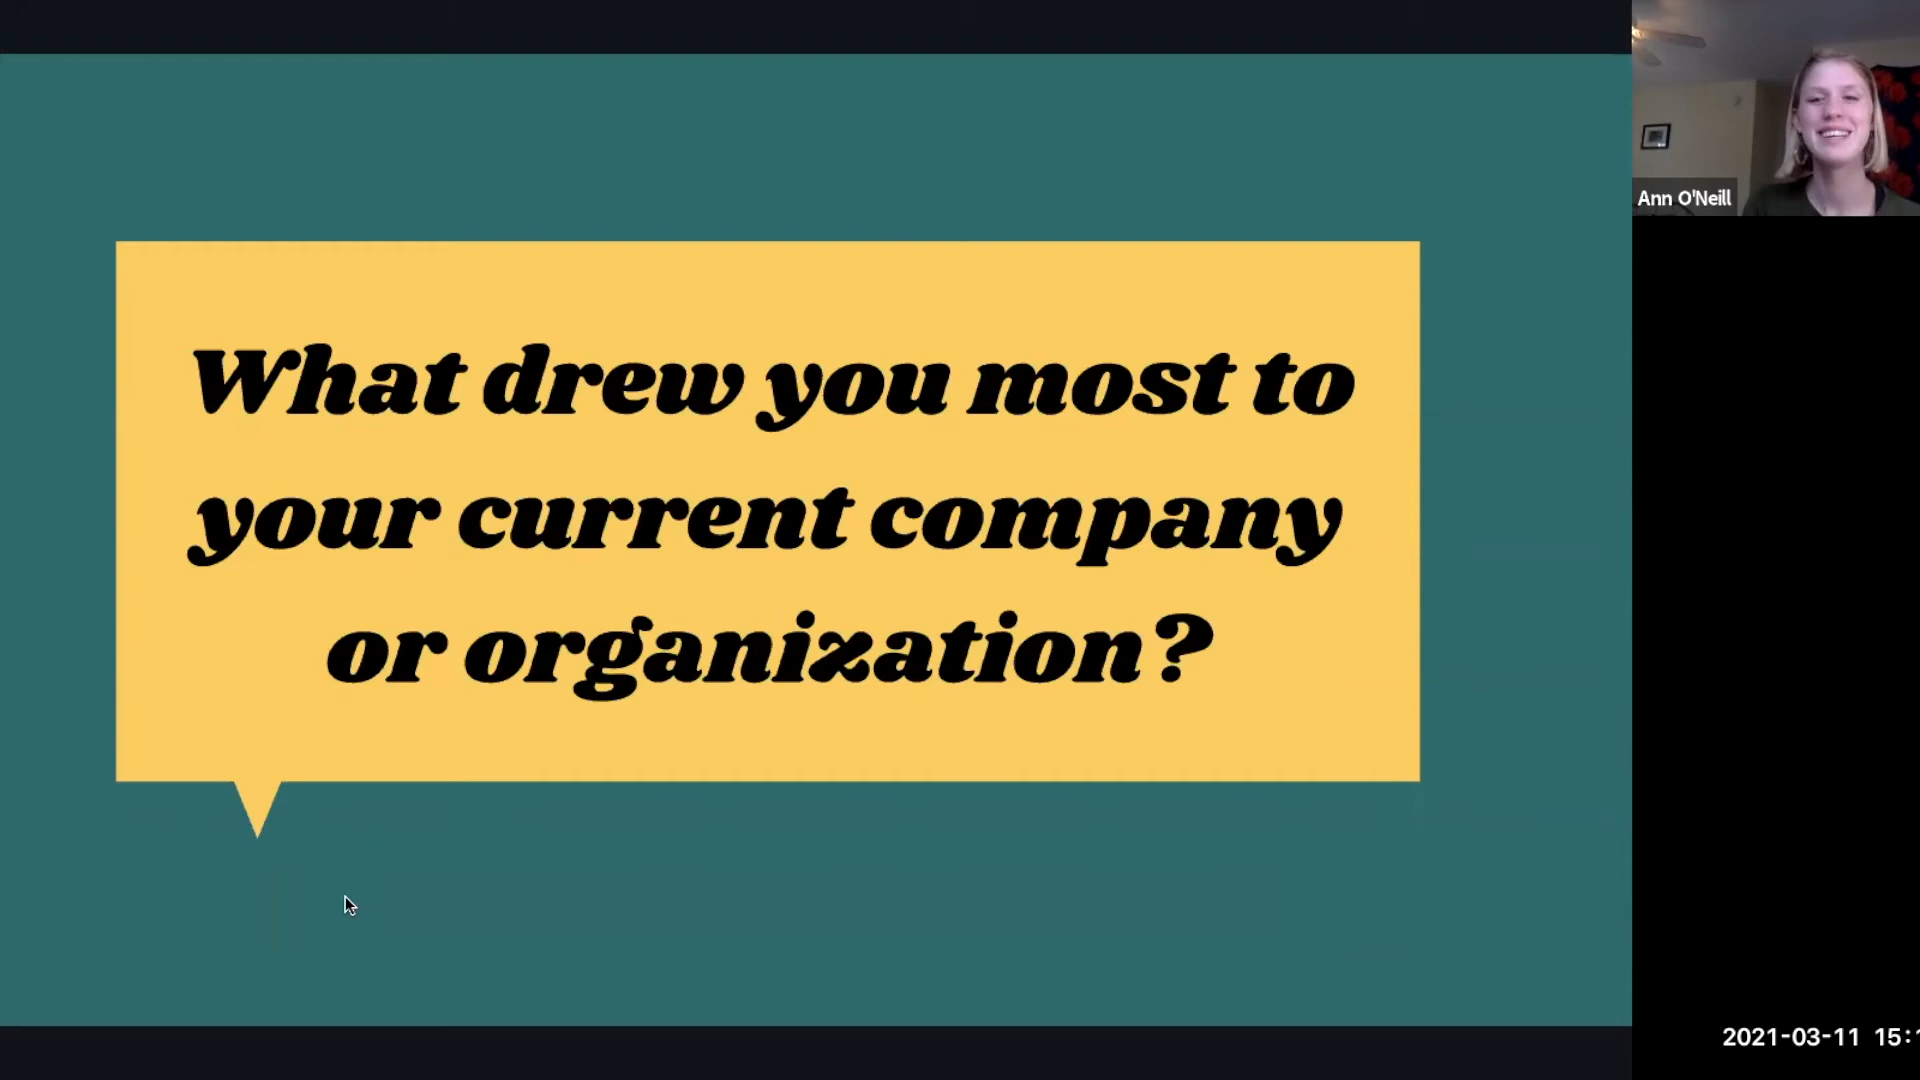 What drew you most to
your current company
or organization?
Ann O'Neill
2021-03-11 15: